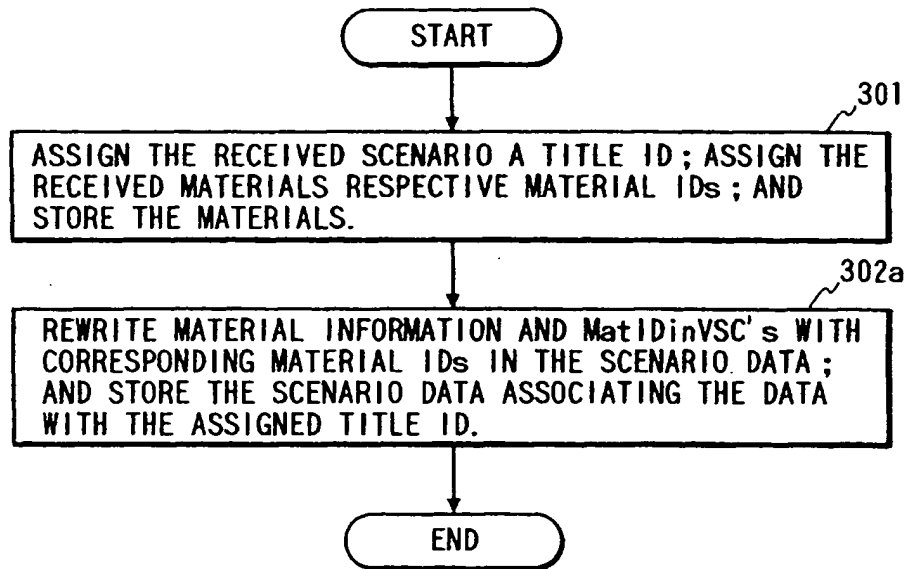 START
301
ASSIGN THE RECEIVED SCENARIO A TITLE ID; ASSIGN THE
RECEIVED MATERIALS RESPECTIVE MATERIAL IDs; AND
STORE THE MATERIALS.
302a
REWRITE MATERIAL INFORMATION AND MatIDinVSC's WITH
CORRESPONDING MATERIAL IDs IN THE SCENARIO DATA;
AND STORE THE SCENARIO DATA ASSOCIATING THE DATA
WITH THE ASSIGNED TITLE ID.
END